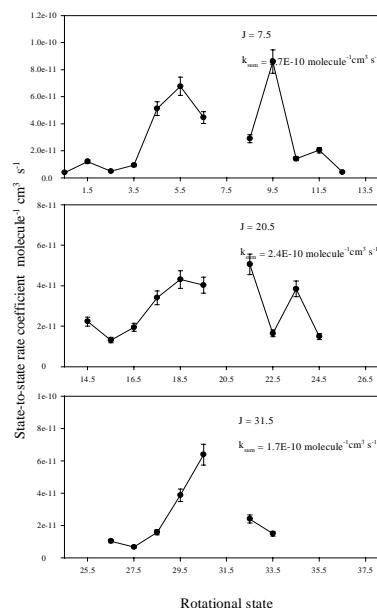 State-to-state rate coefficient molecule⁻¹ cm³ s⁻¹
1.2e-10
1.0e-10
8.0e-11
6.0e-11
4.0e-11
2.0e-11
0.0
J = 7.5
.7E-10 molecule⁻¹cm³ s⁻¹
1.5 3.5 5.5 7.5 9.5 11.5 13.5
8e-11
6e-11
4e-11
2e-11
0
J = 20.5
k = 2.4E-10 molecule⁻¹cm³ s⁻¹
14.5 16.5 18.5 20.5 22.5 24.5 26.5
1e-10
8e-11
6e-11
4e-11
2e-11
0
J = 31.5
kₛᵤₘ = 1.7E-10 molecule⁻¹cm³ s⁻¹
25.5 27.5 29.5 31.5 33.5 35.5 37.5
Rotational state